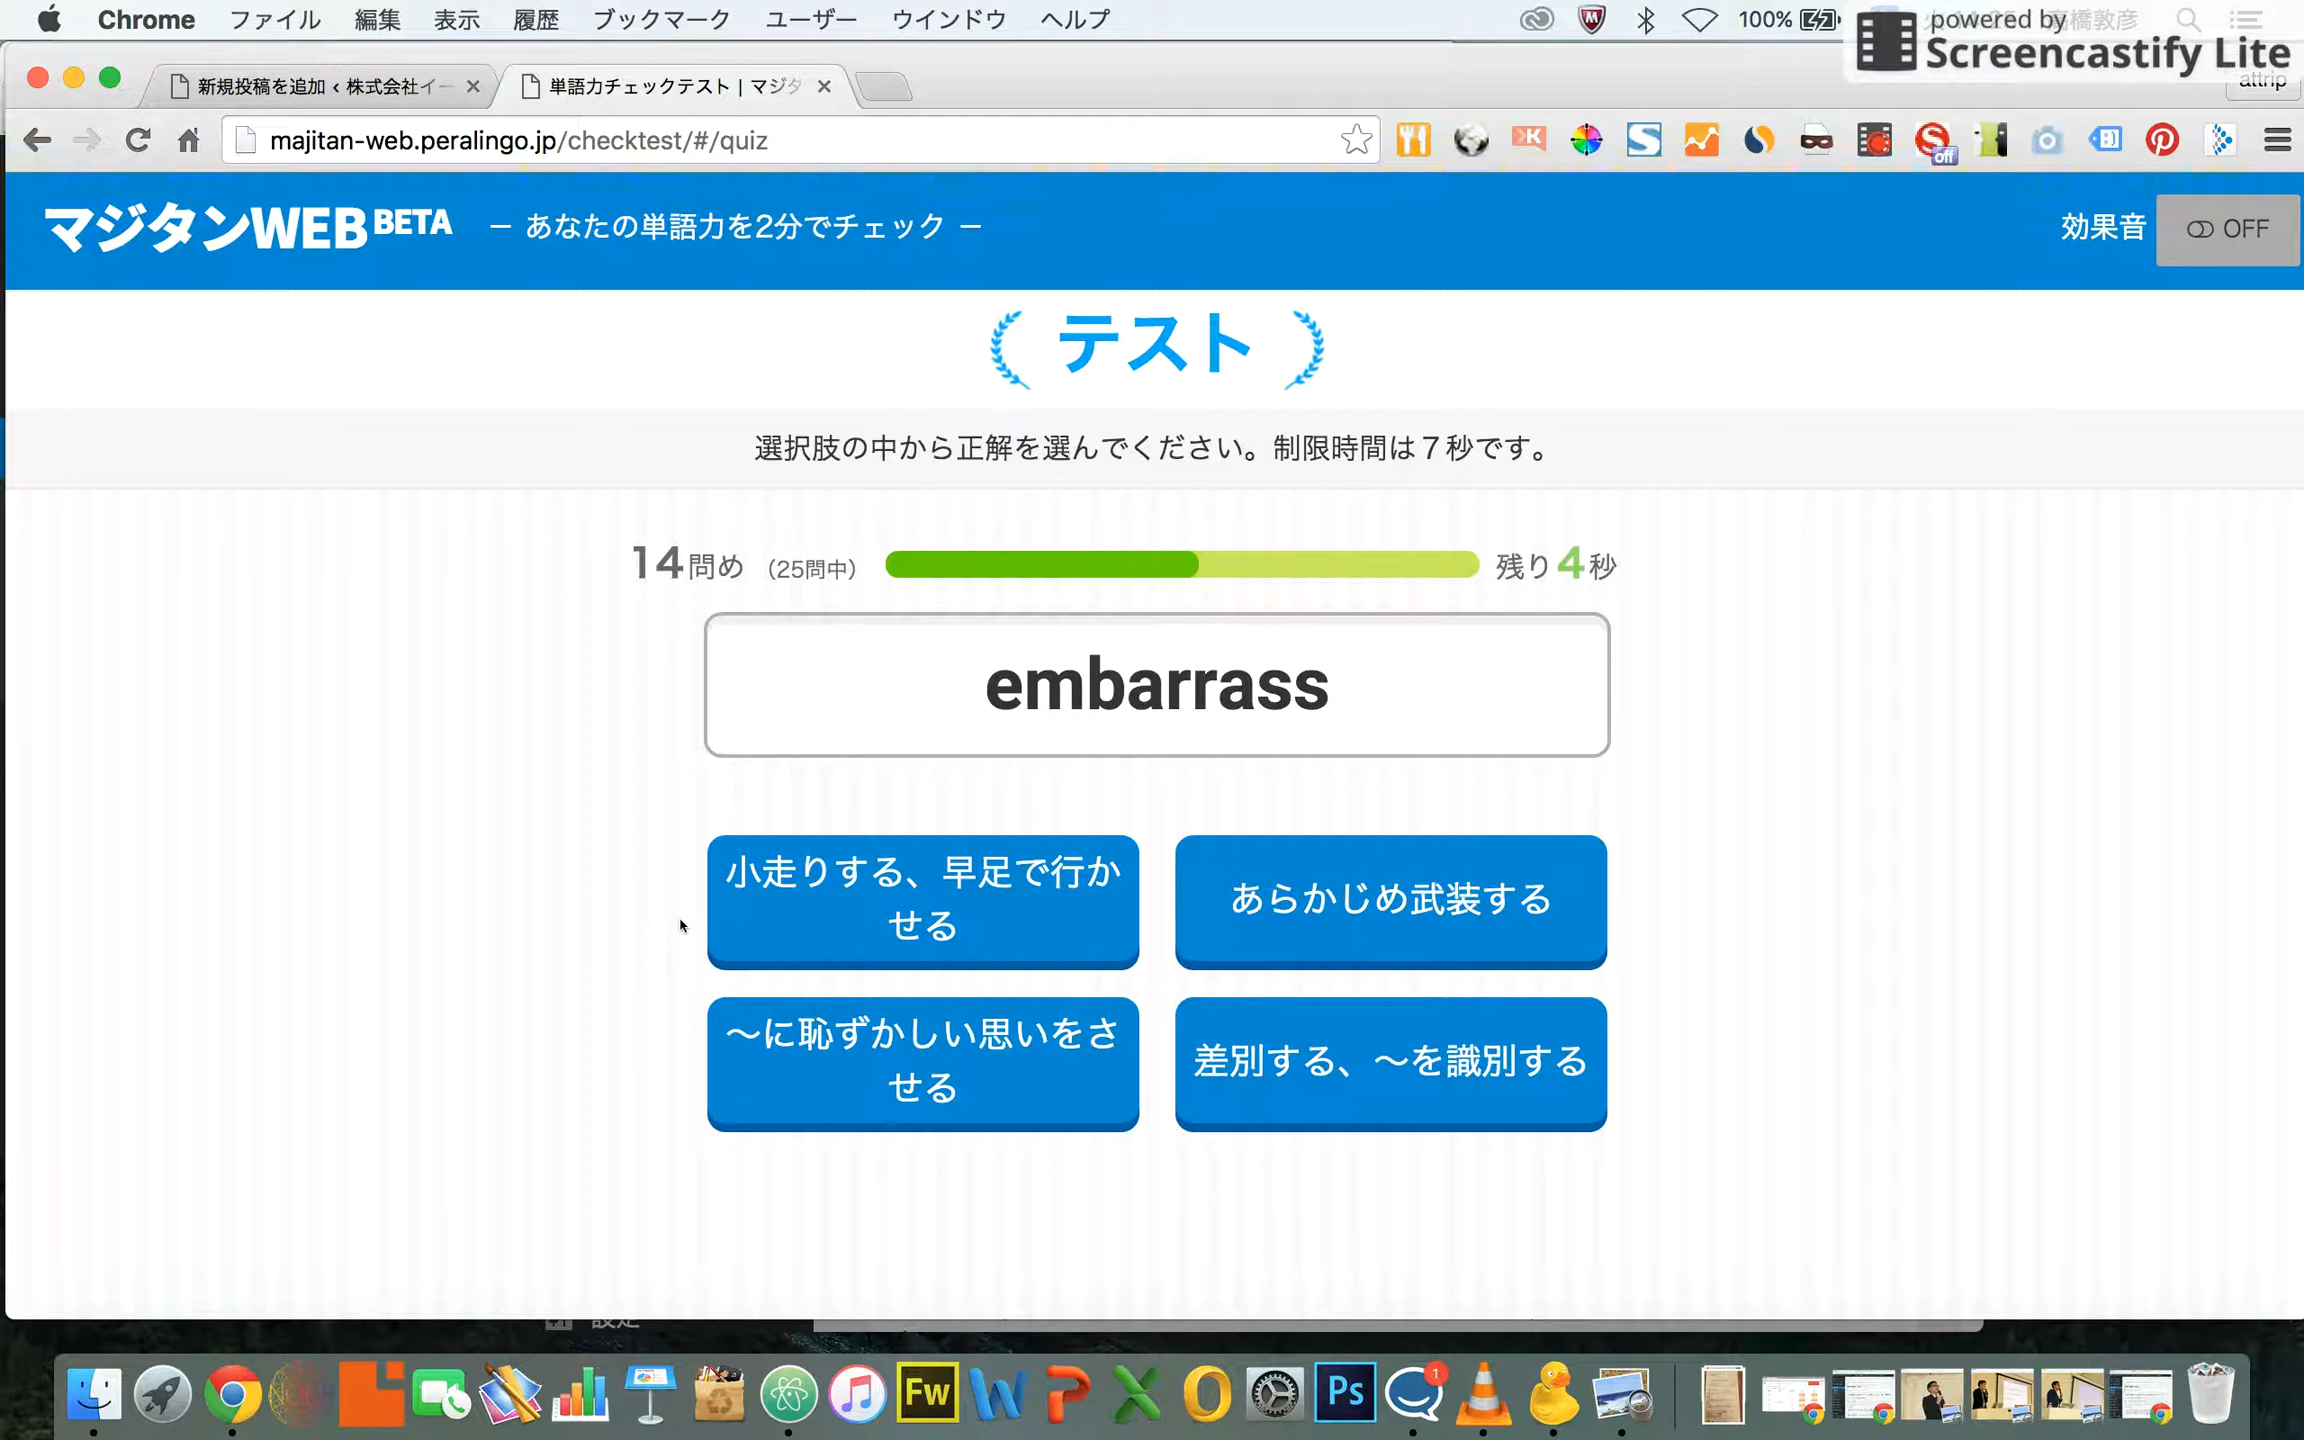 Chrome ファイル 編集 表示 履歴 ブックマーク ユーザー ウインドウ ヘルプ 100%
powered by
Screencastify Lite
新規投稿を追加 ‹ 株式会社イー
単語力チェックテスト | マジタ
attrip
majitan-web.peralingo.jp/checktest/#/quiz
マジタンWEB BETA ー あなたの単語力を2分でチェック ー 効果音 OFF
テスト
選択肢の中から正解を選んでください。制限時間は７秒です。
14問め （25問中） 残り4秒
embarrass
小走りする、早足で行か
せる
あらかじめ武装する
〜に恥ずかしい思いをさ
せる
差別する、〜を識別する
設定
Fw
Ps
1